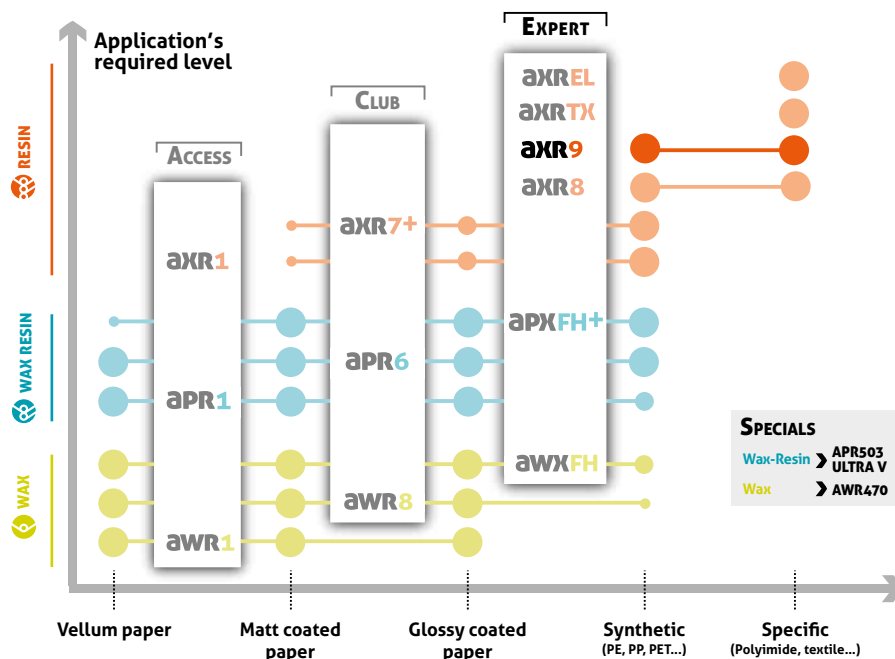 Application's
required level
EXPERT
CLUB
ACCESS
RESIN
WAX RESIN
WAX
aXREL
aXRTX
aXR9
aXR8
aXR7+
aXR1
aPXFH+
aPR6
aPR1
aWXFH
aWR8
aWR1
SPECIALS
Wax-Resin > APR503
ULTRA V
Wax > AWR470
Vellum paper
Matt coated
paper
Glossy coated
paper
Synthetic
(PE, PP, PET...)
Specific
(Polyimide, textile...)